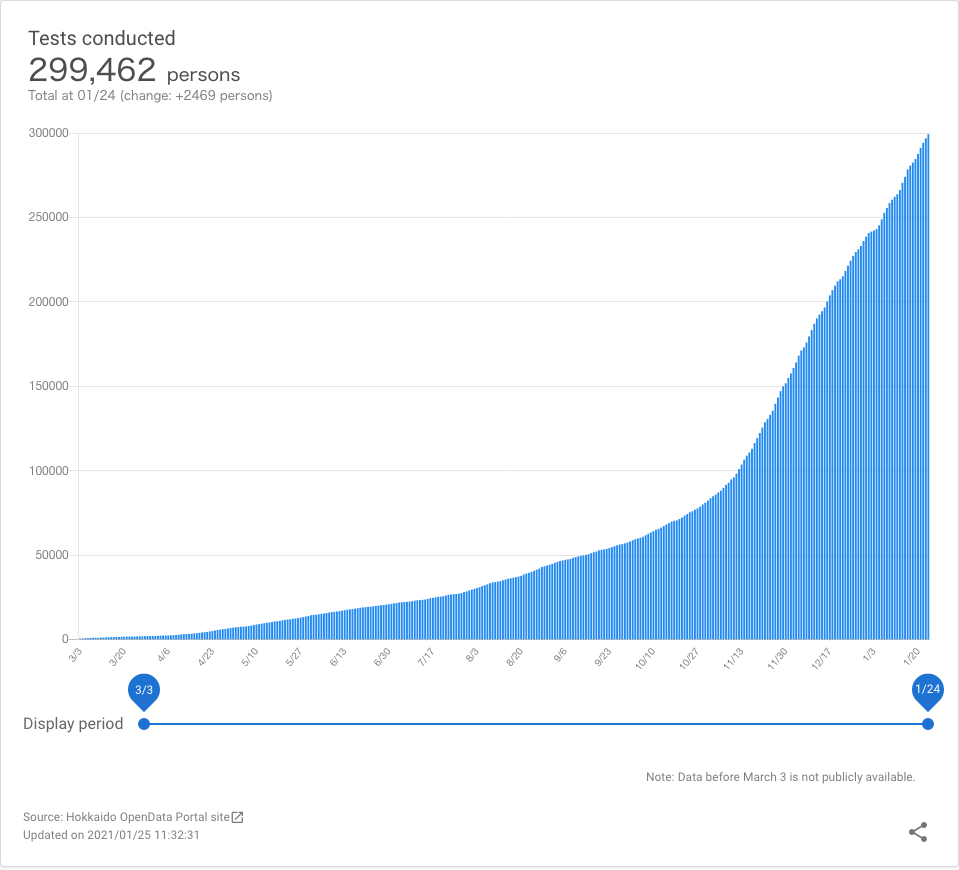 Tests conducted
299,462 persons
Total at 01/24 (change: +2469 persons)
300000
250000
200000
150000
100000
50000
0
3/3 3/20 4/6 4/23 5/10 5/27 6/13 6/30 7/17 8/3 8/20 9/6 9/23 10/10 10/27 11/13 11/30 12/17 1/3 1/20
3/3 1/24
Display period
Note: Data before March 3 is not publicly available.
Source: Hokkaido OpenData Portal site
Updated on 2021/01/25 11:32:31